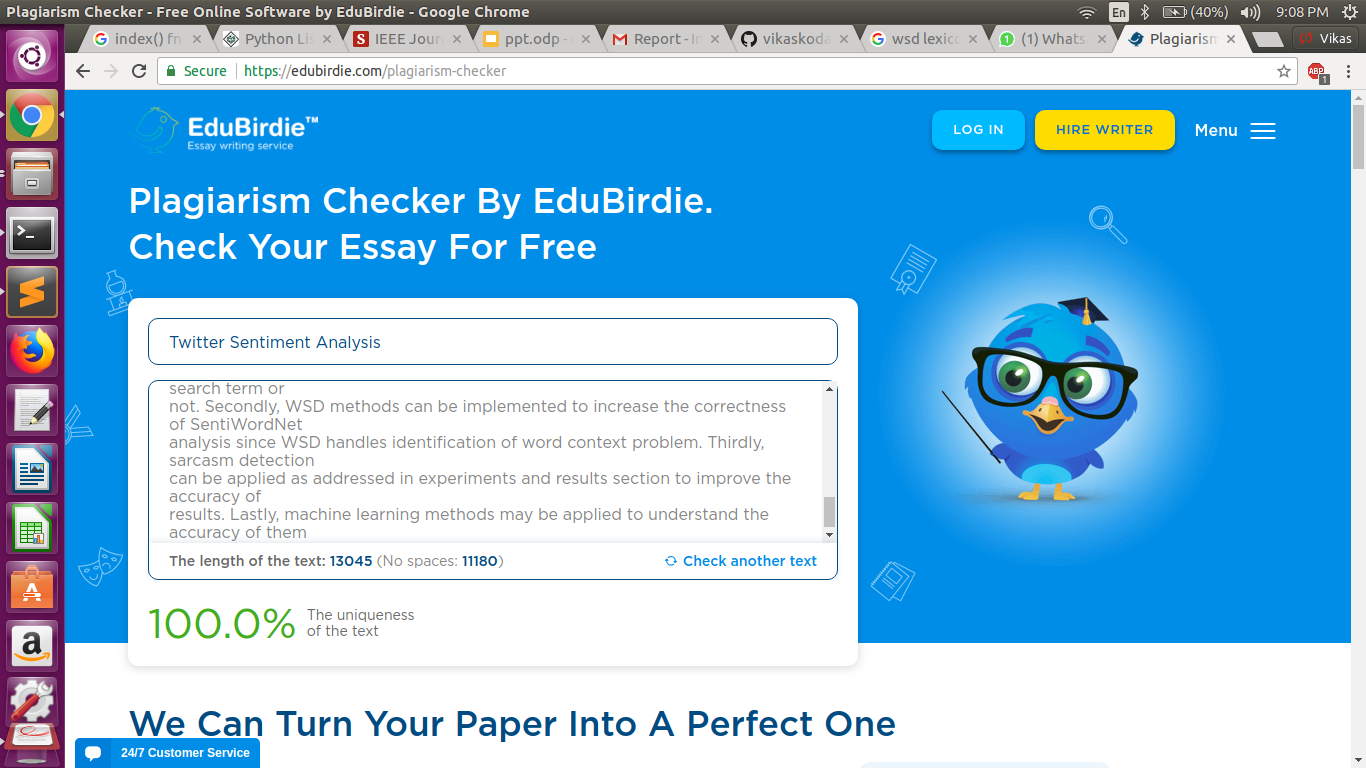 Plagiarism Checker - Free Online Software by EduBirdie - Google Chrome
En
(40%)
9:08 PM
index() fn
Python Lis
IEEE Jour
ppt.odp -
Report - In
vikaskoda
wsd lexico
(1) Whats
Plagiarism
Vikas
Secure
https://edubirdie.com/plagiarism-checker
ABP
1
EduBirdie™
Essay writing service
LOG IN
HIRE WRITER
Menu
Plagiarism Checker By EduBirdie.
Check Your Essay For Free
Twitter Sentiment Analysis
search term or
not. Secondly, WSD methods can be implemented to increase the correctness
of SentiWordNet
analysis since WSD handles identification of word context problem. Thirdly,
sarcasm detection
can be applied as addressed in experiments and results section to improve the
accuracy of
results. Lastly, machine learning methods may be applied to understand the
accuracy of them
The length of the text: 13045 (No spaces: 11180)
Check another text
100.0%
The uniqueness
of the text
We Can Turn Your Paper Into A Perfect One
24/7 Customer Service